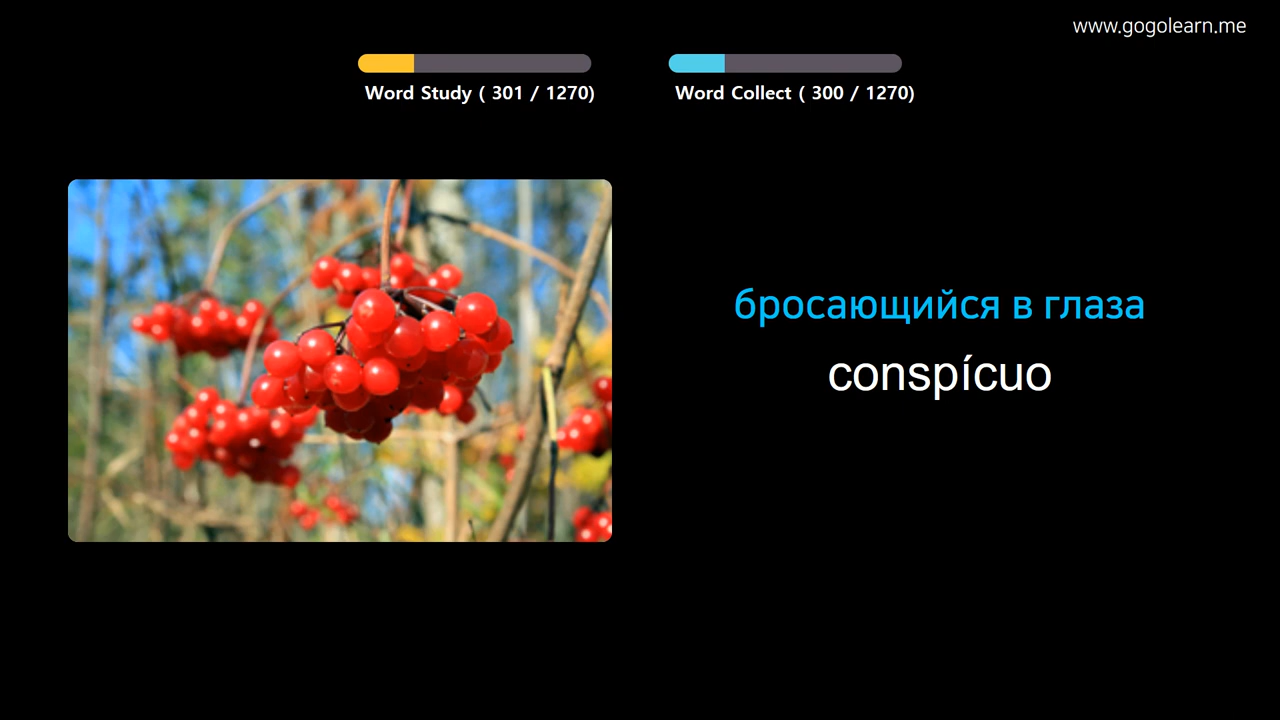 www.gogolearn.me
Word Study ( 301 / 1270)
Word Collect ( 300 / 1270)
бросающийся в глаза
conspícuo